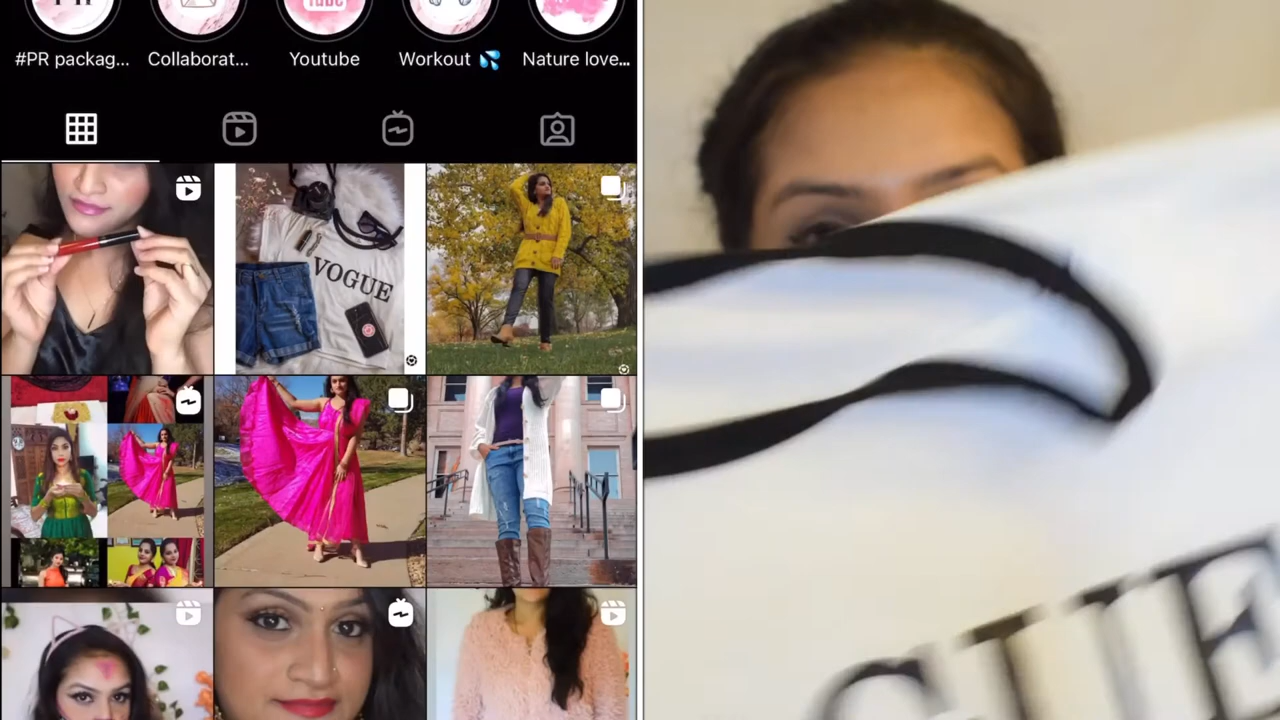 #PR packag...
Collaborat...
Youtube
Workout 💦
Nature love...
VOGUE